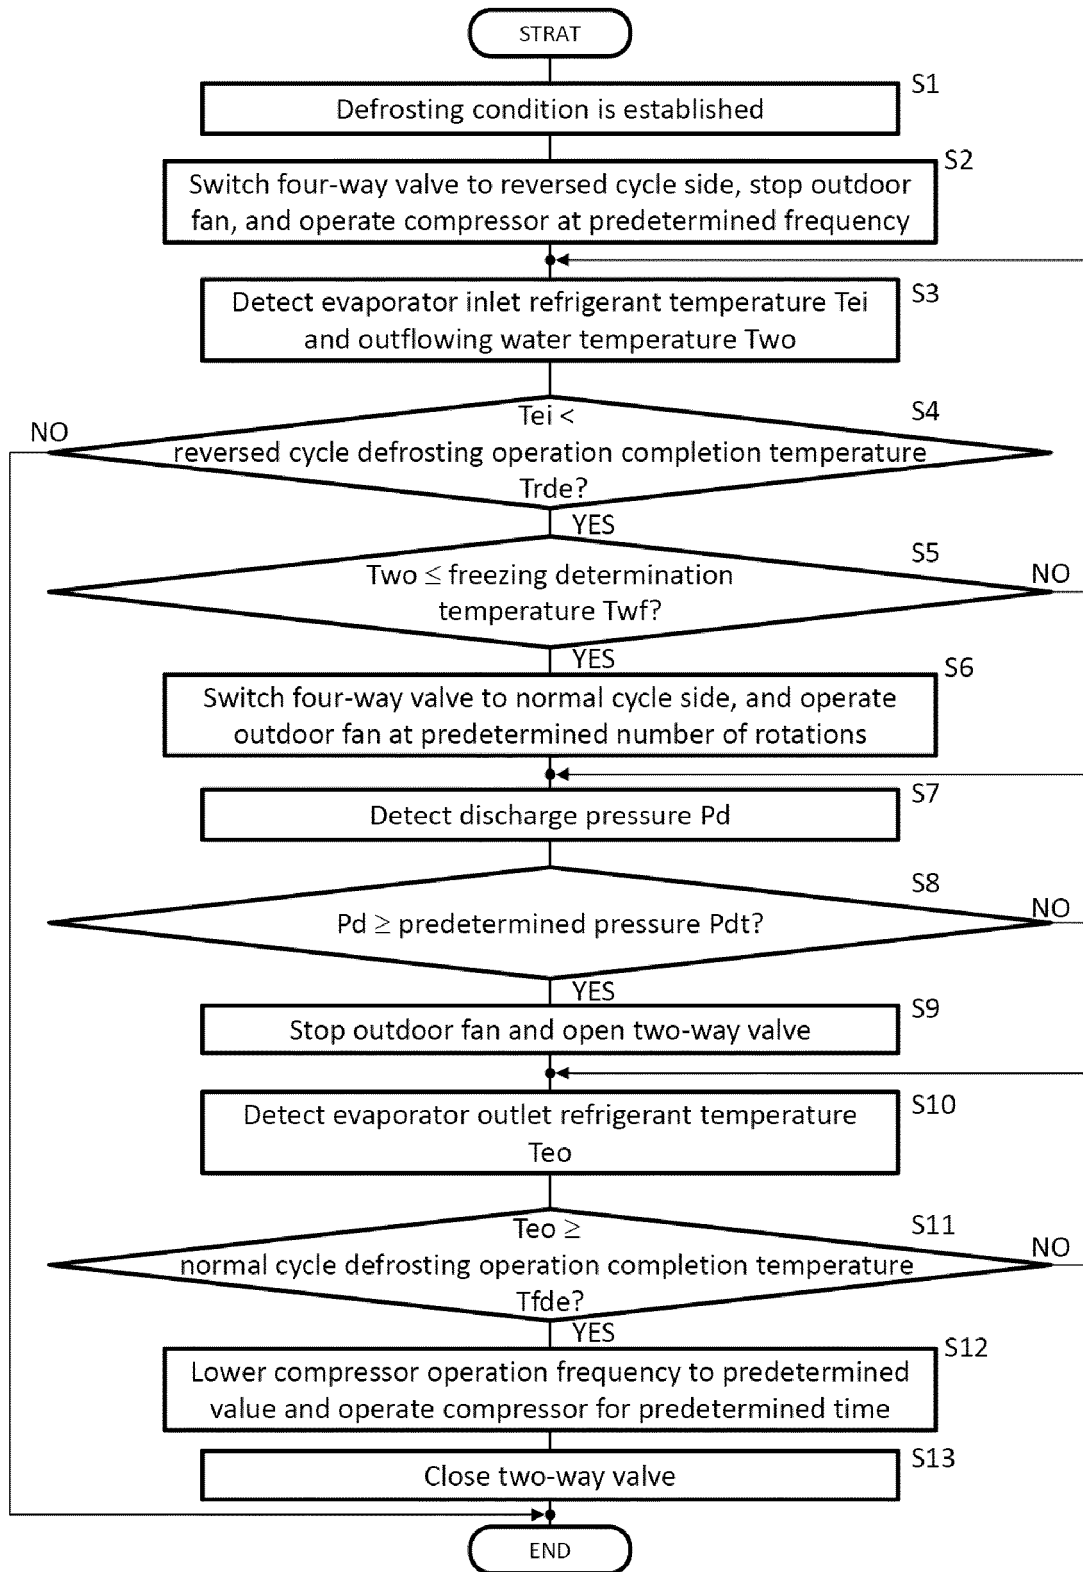 STRAT
S1
Defrosting condition is established
S2
Switch four-way valve to reversed cycle side, stop outdoor
fan, and operate compressor at predetermined frequency
S3
Detect evaporator inlet refrigerant temperature Tei
and outflowing water temperature Two
S4
NO
Tei <
reversed cycle defrosting operation completion temperature
Trde?
YES
S5
NO
Two ≤ freezing determination
temperature Twf?
YES
S6
Switch four-way valve to normal cycle side, and operate
outdoor fan at predetermined number of rotations
S7
Detect discharge pressure Pd
S8
NO
Pd ≥ predetermined pressure Pdt?
YES
S9
Stop outdoor fan and open two-way valve
S10
Detect evaporator outlet refrigerant temperature
Teo
S11
NO
Teo ≥
normal cycle defrosting operation completion temperature
Tfde?
YES
S12
Lower compressor operation frequency to predetermined
value and operate compressor for predetermined time
S13
Close two-way valve
END